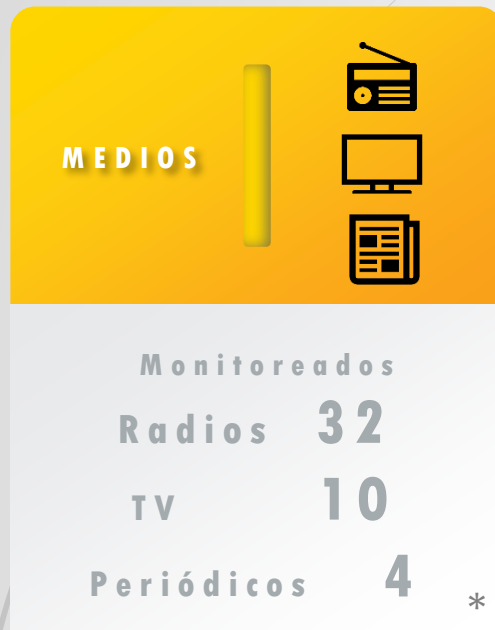 MEDIOS
Monitoreados
Radios 32
TV 10
Periódicos 4 *